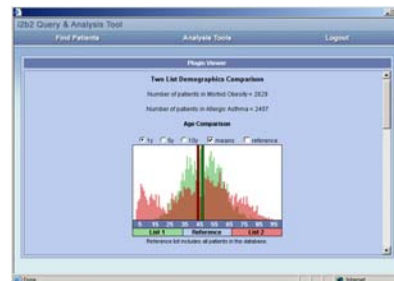 i2b2 Query & Analysis Tool
Find Patients Analysis Tools Logout
Plugin Viewer
Two List Demographics Comparison
Number of patients in Morbid Obesity = 2829
Number of patients in Allergic Asthma = 2407
Age Comparison
1y 5y 10y means reference
5 15 25 35 45 55 65 75 85 95
List 1 Reference List 2
Reference list includes all patients in the database.
Done Internet